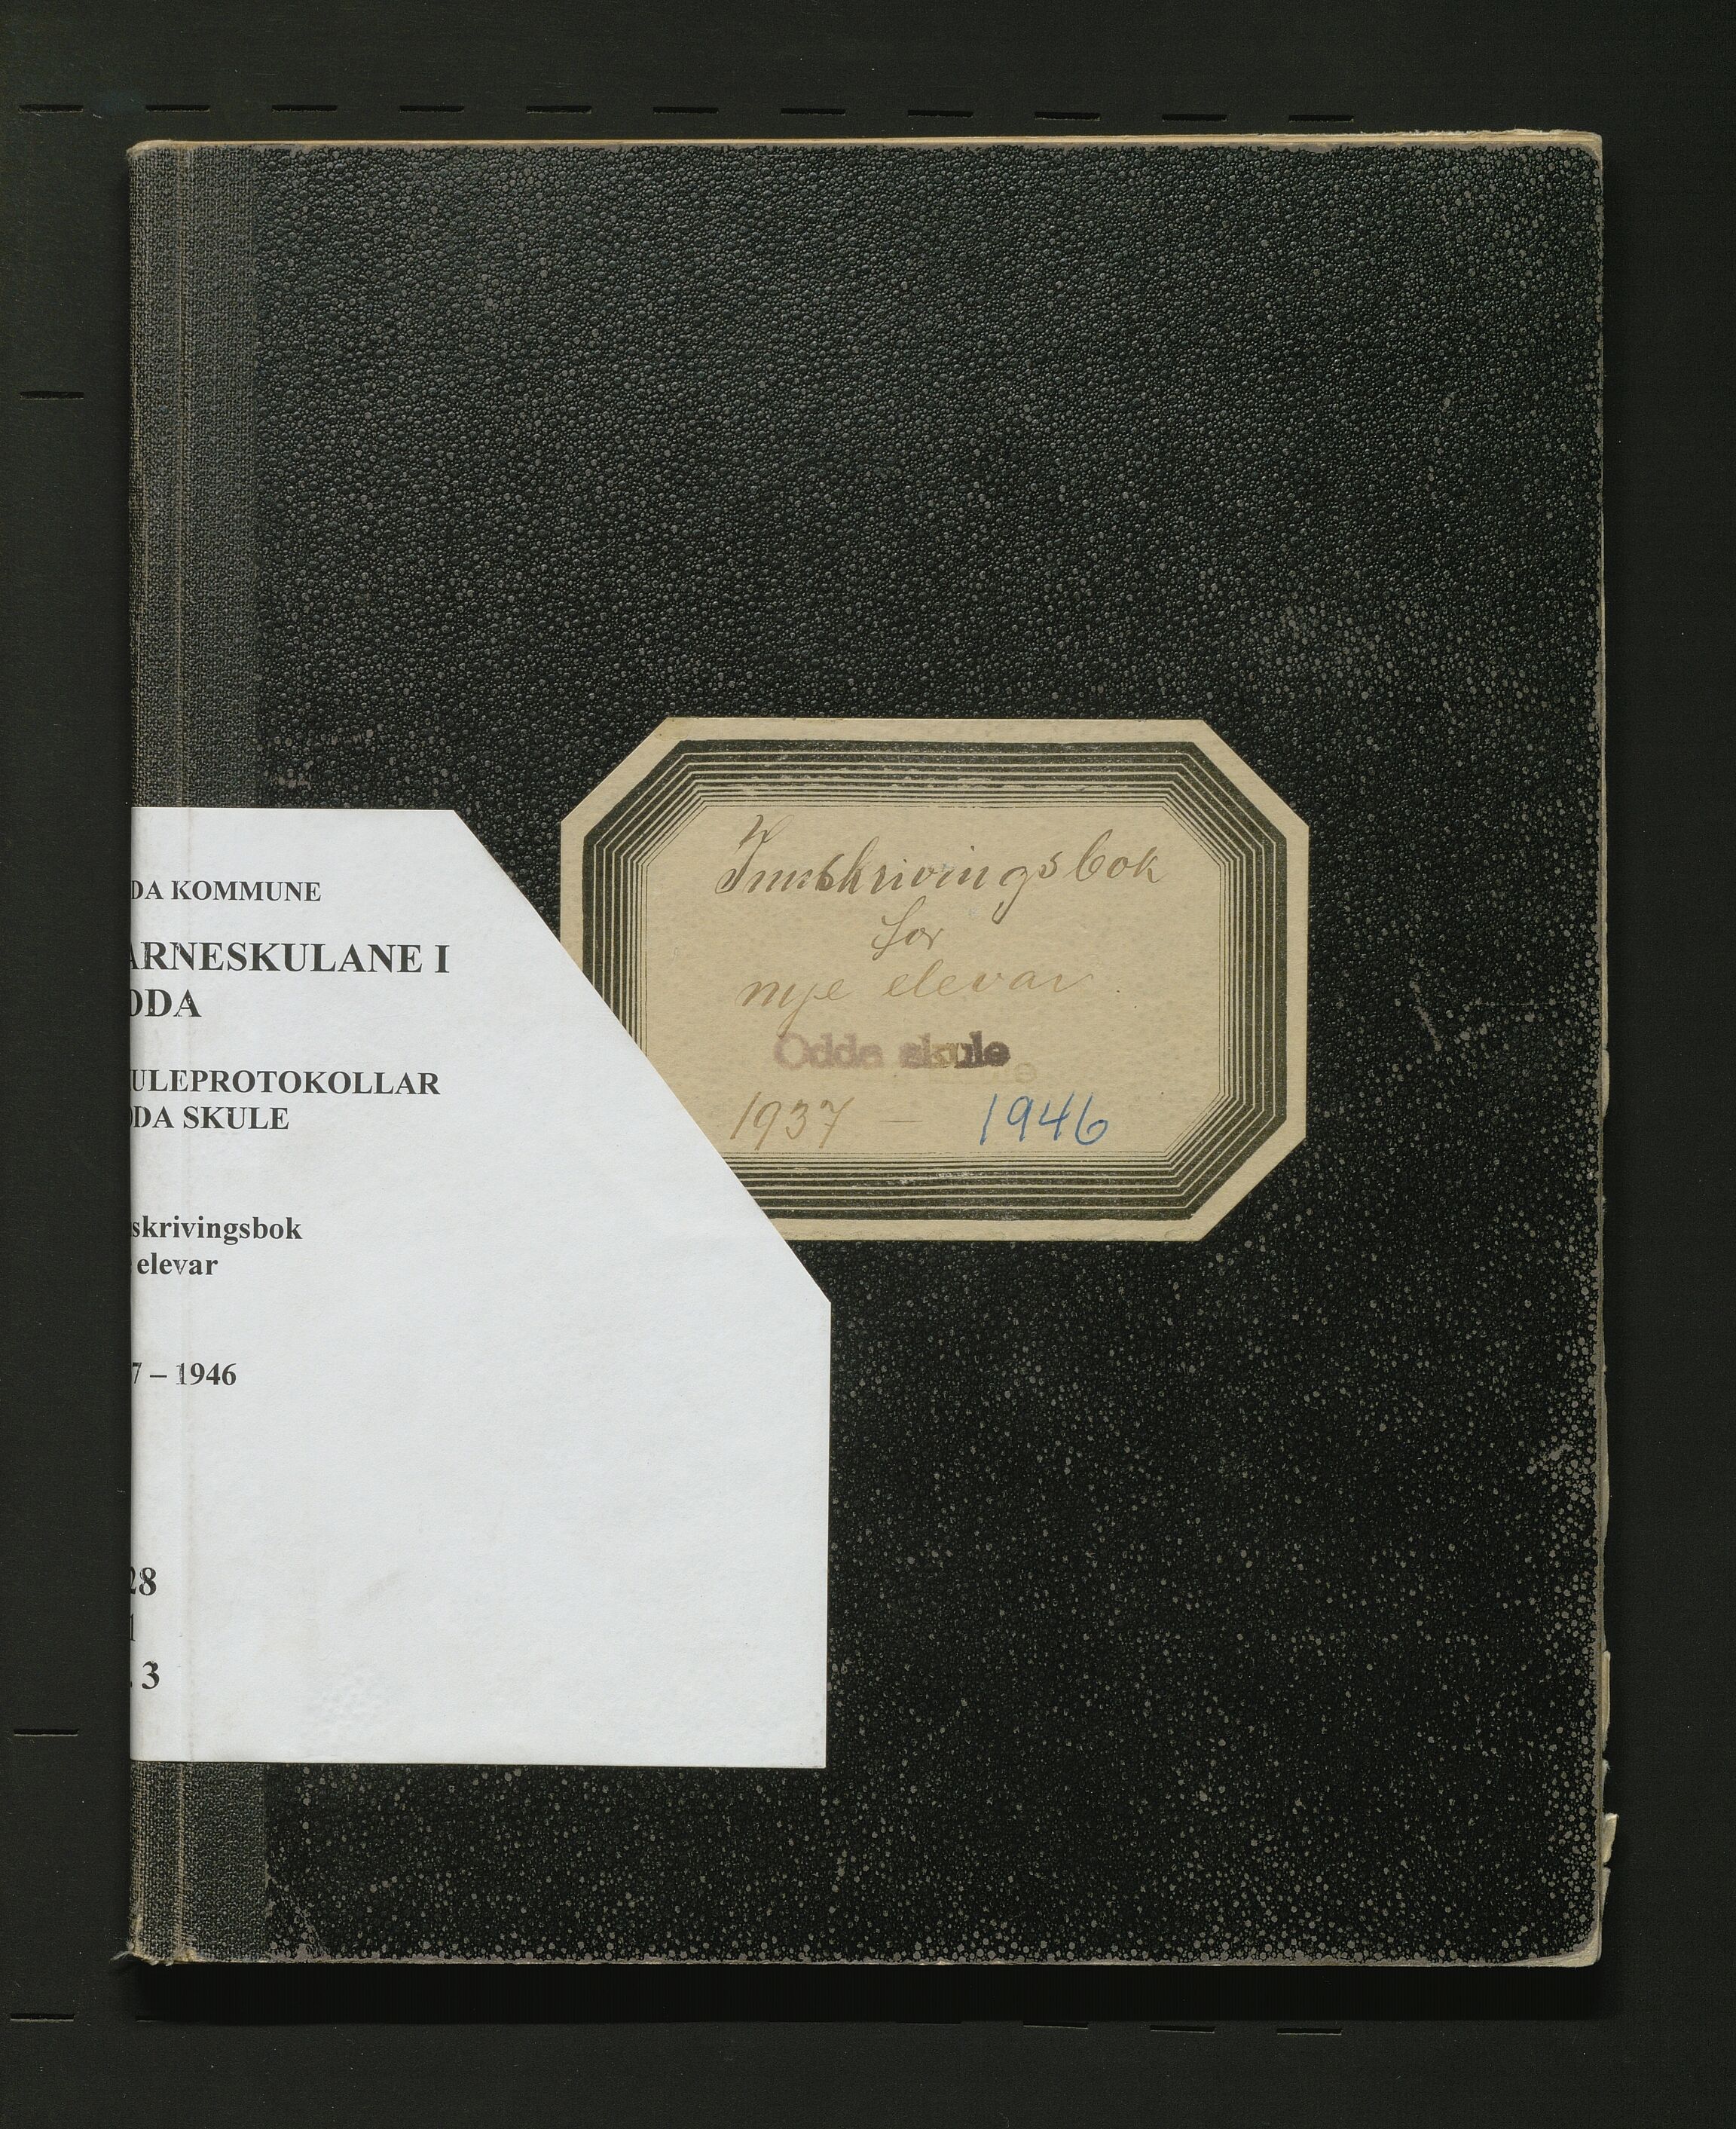 DA KOMMUNE
ARNESKULANE I
ODA
ULEPROTOKOLLAR
DA SKULE
skrivingsbok
elevar
7 – 1946
28
1
. 3
Innskrivingsbok
for
nye elevar
Odda skule
1937 — 1946